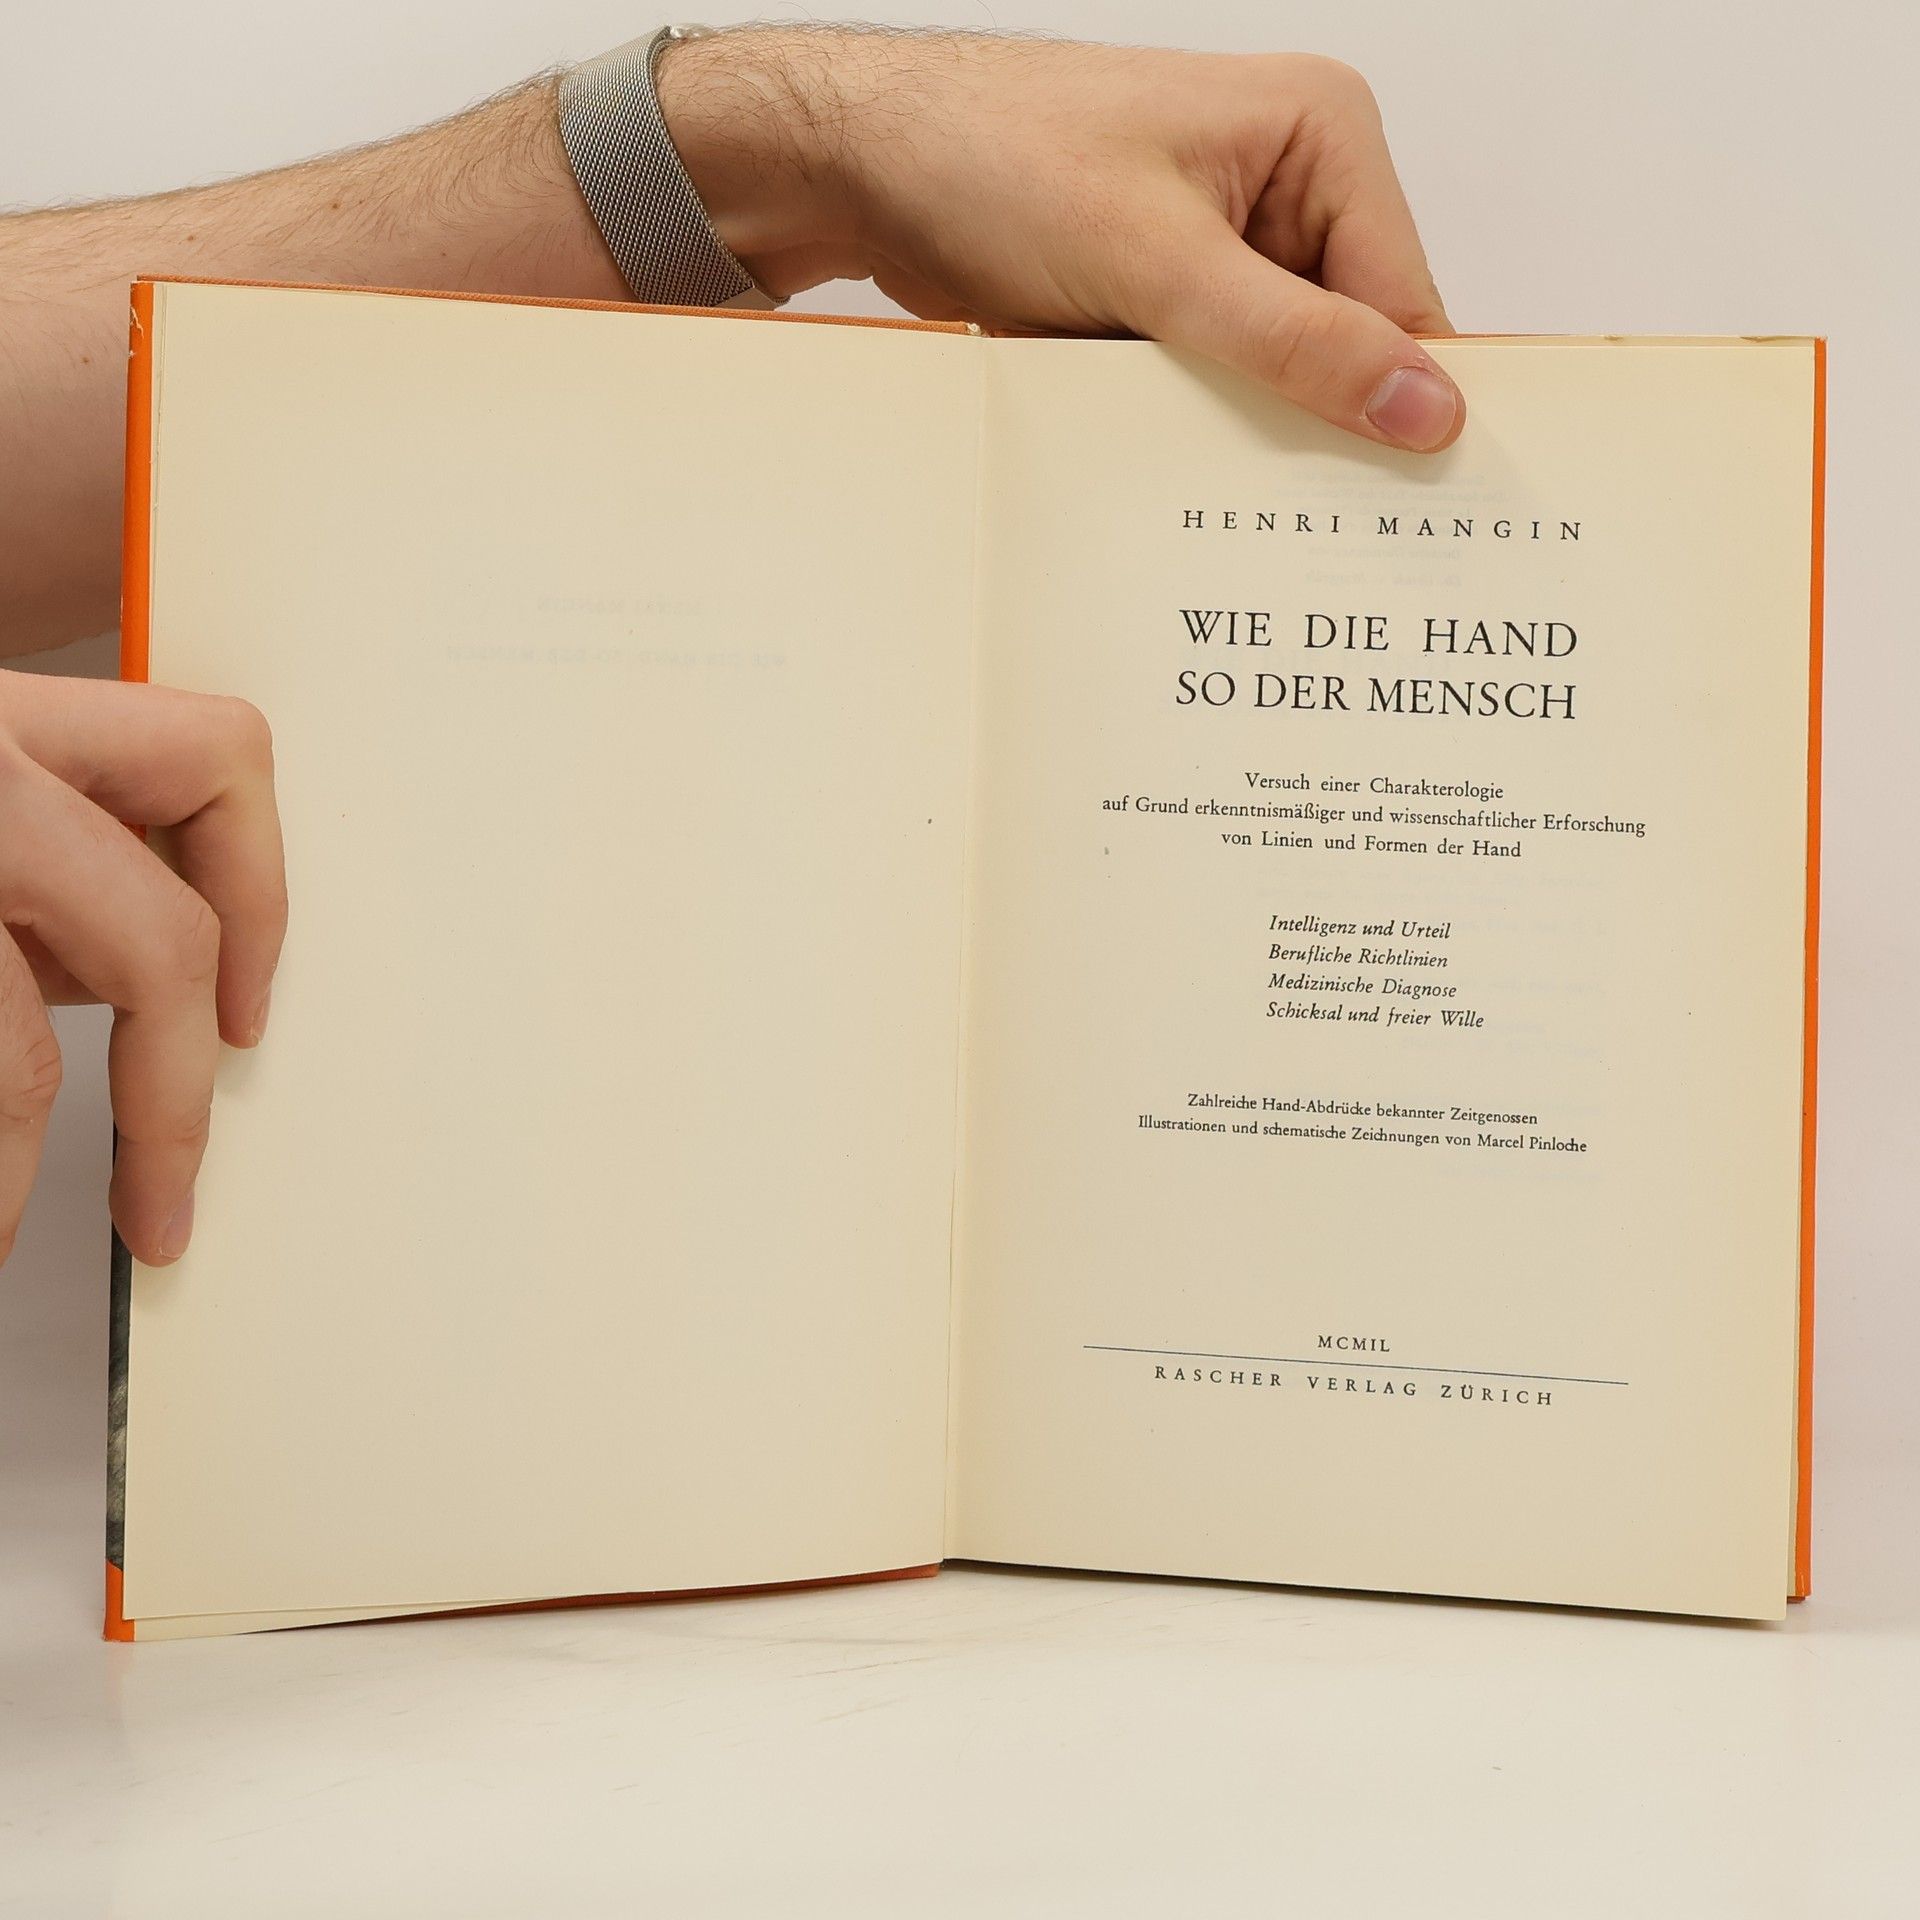 HENRI MANGIN
WIE DIE HAND
SO DER MENSCH
Versuch einer Charakterologie
auf Grund erkenntnismäßiger und wissenschaftlicher Erforschung
von Linien und Formen der Hand
Intelligenz und Urteil
Berufliche Richtlinien
Medizinische Diagnose
Schicksal und freier Wille
Zahlreiche Hand-Abdrücke bekannter Zeitgenossen
Illustrationen und schematische Zeichnungen von Marcel Pinloche
MCMIL
RASCHER VERLAG ZÜRICH